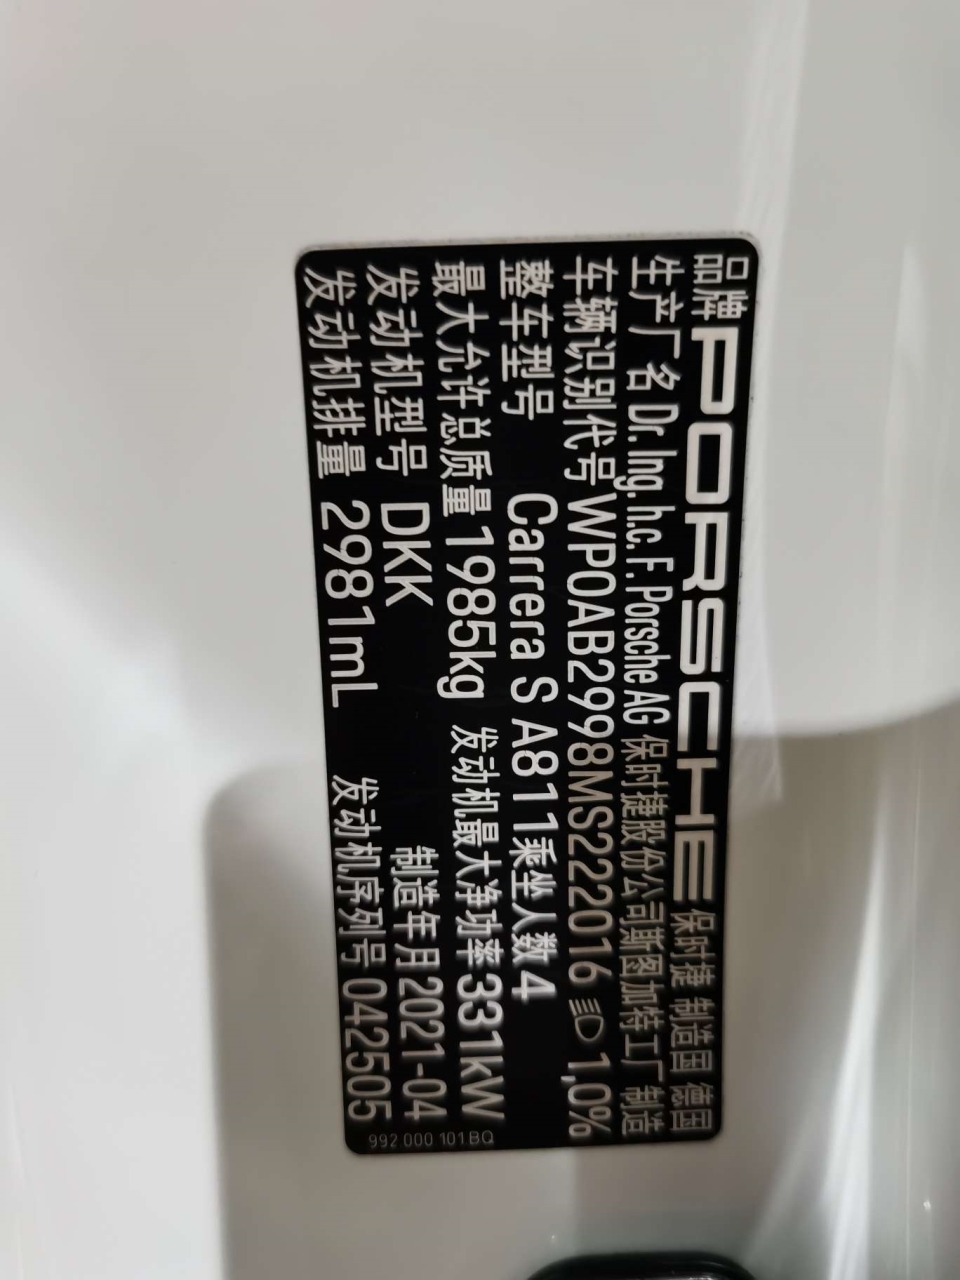 品牌 PORSCHE 保时捷 制造国 德国
生产厂名 Dr. Ing. h.c. F. Porsche AG 保时捷股份公司斯图加特工厂制造
车辆识别代号 WP0AB2998MS222016 1,0%
整车型号 Carrera S A811 乘坐人数 4
最大允许总质量 1985kg 发动机最大净功率 331kW
发动机型号 DKK 制造年月 2021-04
发动机排量 2981mL 发动机序列号 042505
992.000 101 BQ